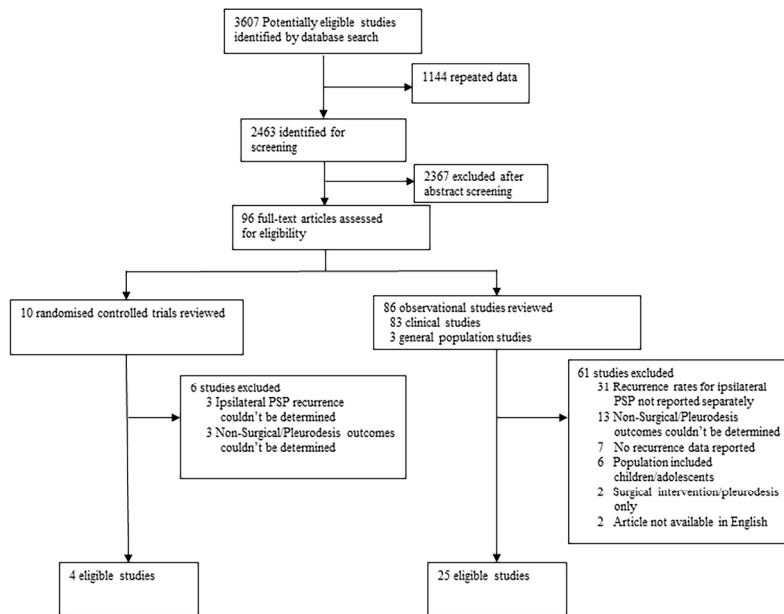 3607 Potentially eligible studies
identified by database search
1144 repeated data
2463 identified for
screening
2367 excluded after
abstract screening
96 full-text articles assessed
for eligibility
10 randomised controlled trials reviewed
86 observational studies reviewed
83 clinical studies
3 general population studies
6 studies excluded
3 Ipsilateral PSP recurrence
couldn't be determined
3 Non-Surgical/Pleurodesis outcomes
couldn't be determined
61 studies excluded
31 Recurrence rates for ipsilateral
PSP not reported separately
13 Non-Surgical/Pleurodesis
outcomes couldn't be determined
7 No recurrence data reported
6 Population included
children/adolescents
2 Surgical intervention/pleurodesis
only
2 Article not available in English
4 eligible studies
25 eligible studies